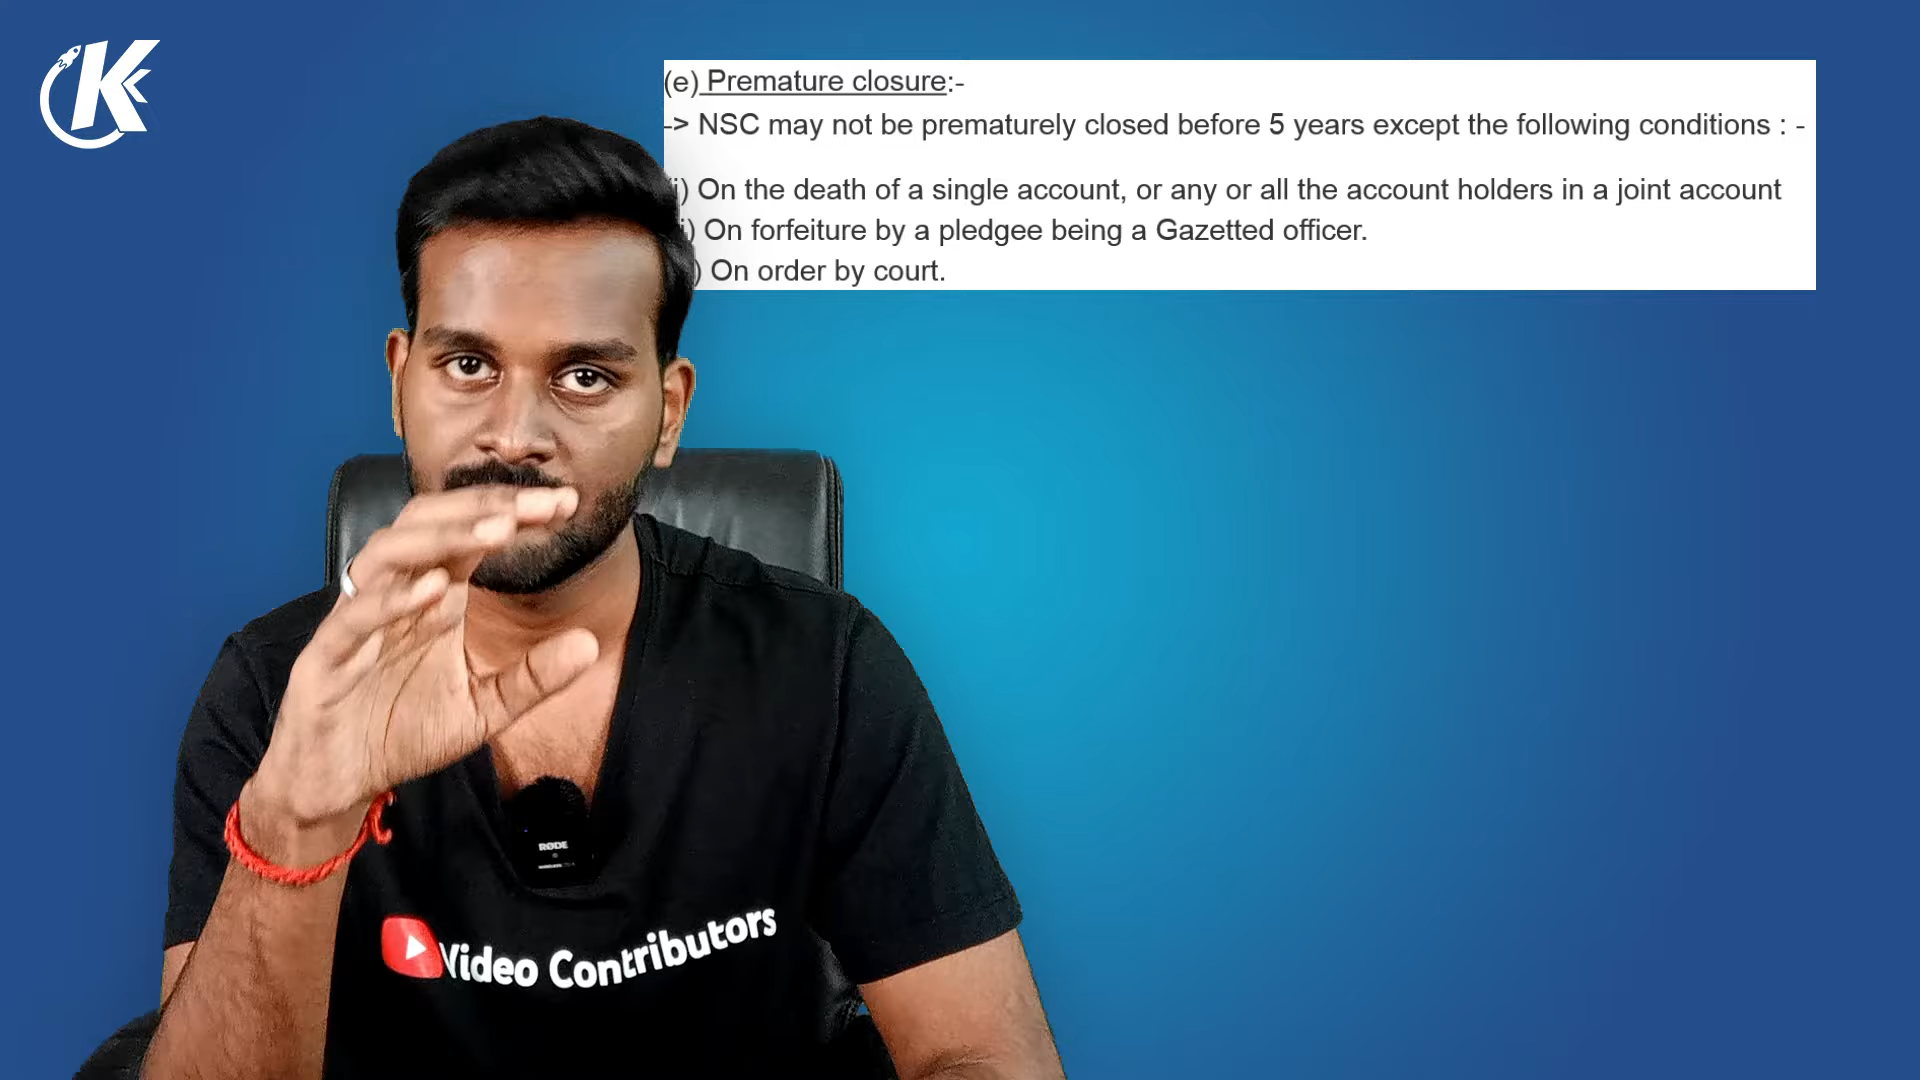 K
(e) Premature closure:-
-> NSC may not be prematurely closed before 5 years except the following conditions : -
i) On the death of a single account, or any or all the account holders in a joint account
i) On forfeiture by a pledgee being a Gazetted officer.
) On order by court.
RØDE
Video Contributors